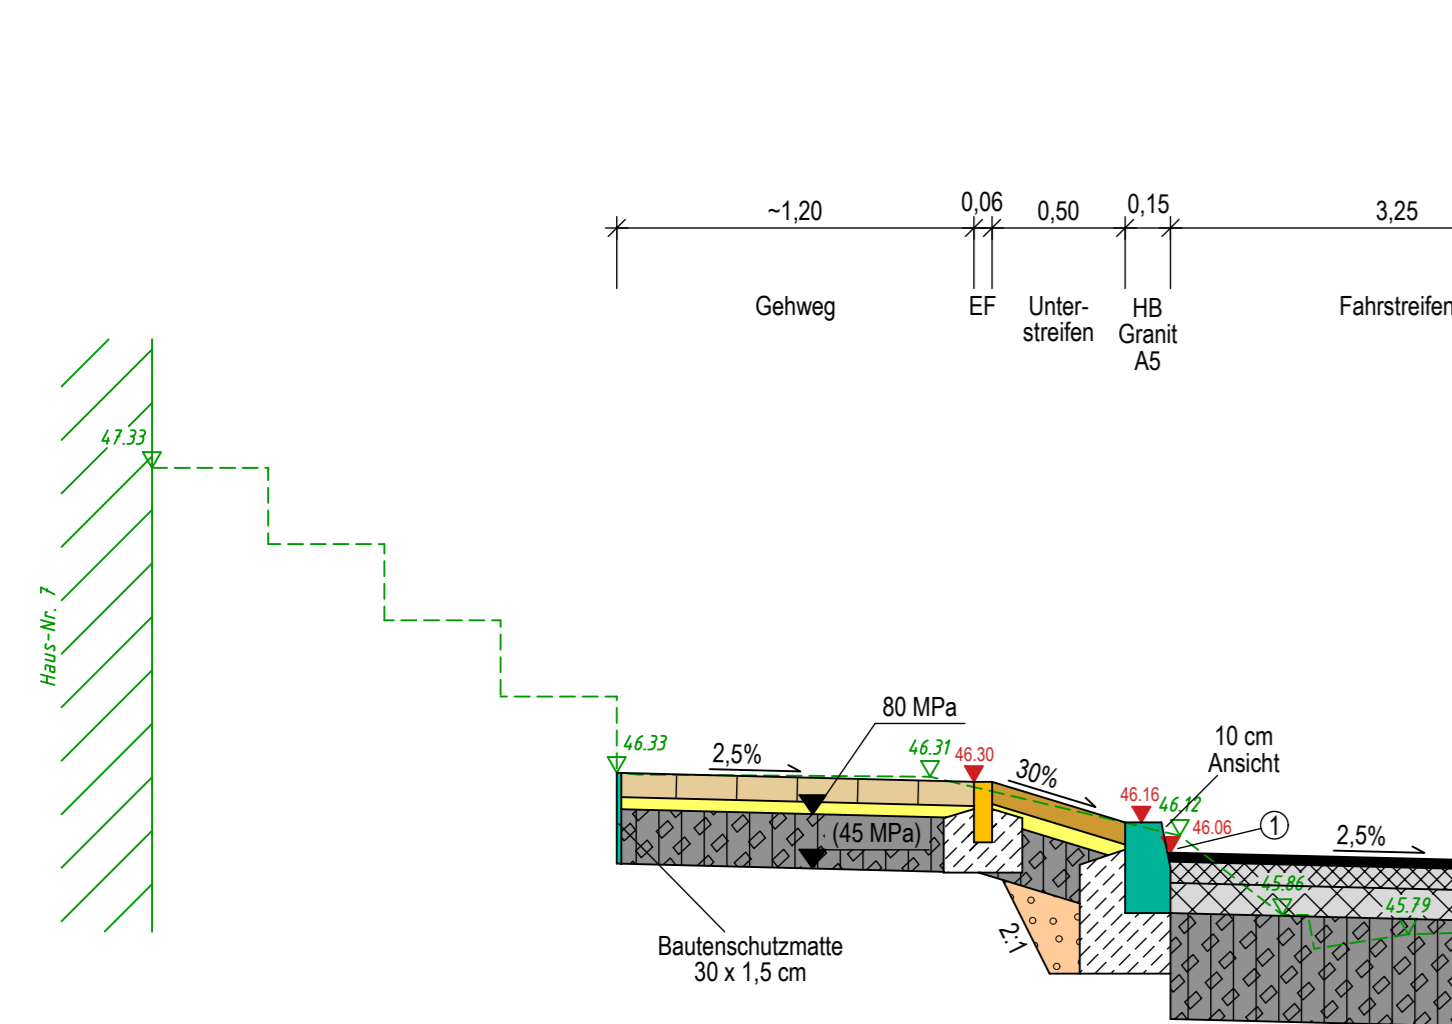 ~1,20
0,06
0,50
0,15
3,25
Gehweg
EF
Unter-
streifen
HB
Granit
A5
Fahrstreifen
47.33
Haus-Nr. 7
80 MPa
46.33
2,5%
46.31
46.30
30%
10 cm
Ansicht
46.16
46.12
46.06
1
(45 MPa)
2,5%
45.86
45.79
2:1
Bautenschutzmatte
30 x 1,5 cm